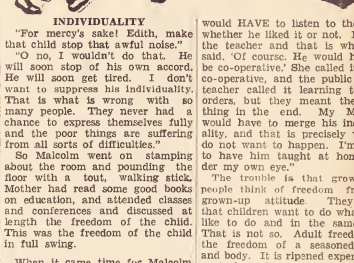 INDIVIDUALITY
"For mercy's sake! Edith, make
that child stop that awful noise."
"O no, I wouldn't do that. He
will soon stop of his own accord.
He will soon get tired. I don't
want to suppress his individuality.
That is what is wrong with so
many people. They never had a
chance to express themselves fully
and the poor things are suffering
from all sorts of difficulties."
So Malcolm went on stamping
about the room and pounding the
floor with a tout, walking stick.
Mother had read some good books
on education, and attended classes
and conferences and discussed at
length the freedom of the child.
This was the freedom of the child
in full swing.
When it came time for Malcolm
would HAVE to listen to the
whether he liked it or not.
the teacher and that is wh
said. 'Of course. He would h
be co-operative.' She called i
co-operative, and the public
teacher called it learning t
orders, but they meant the
thing in the end. My M
would have to merge his in
ality, and that is precisely
do not want to happen. I'm
to have him taught at hom
der my own eye."
The trouble is that grow
people think of freedom fr
grown-up attitude. They
that children want to do wha
like to do and in the same
That is not so. Adult freed
the freedom of a seasoned
and body. It is ripened exper